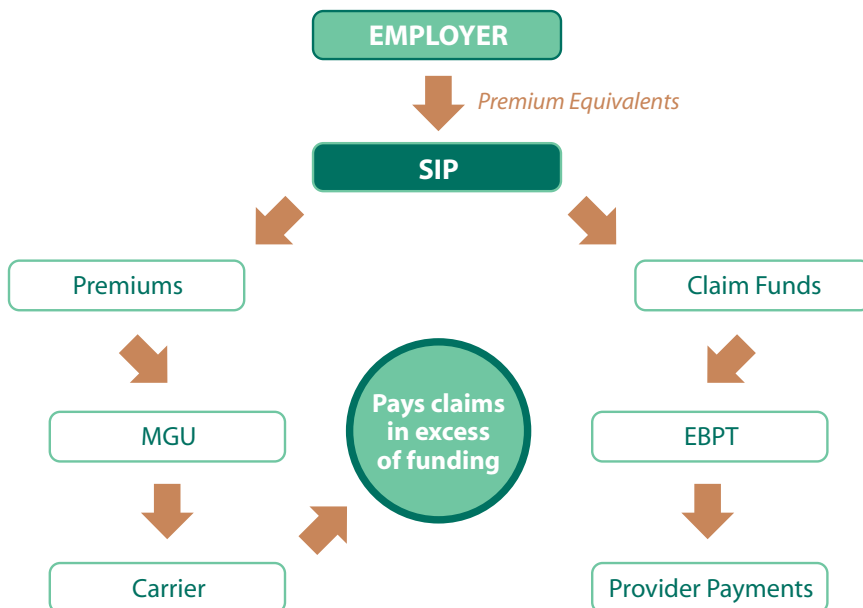 EMPLOYER
Premium Equivalents
SIP
Premiums
Claim Funds
Pays claims
in excess
of funding
MGU
EBPT
Carrier
Provider Payments